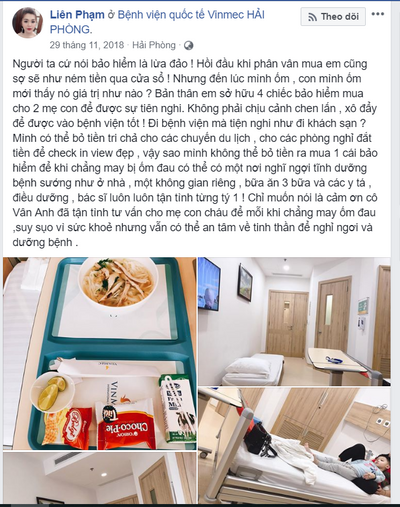 Liên Phạm ở Bệnh viện quốc tế Vinmec HẢI
PHÒNG.
Theo dõi
29 tháng 11, 2018 · Hải Phòng ·
Người ta cứ nói bảo hiểm là lừa đảo ! Hồi đầu khi phân vân mua em cũng
sợ sẽ như ném tiền qua cửa sổ ! Nhưng đến lúc mình ốm , con mình ốm
mới thấy nó giá trị như nào ? Bản thân em sở hữu 4 chiếc bảo hiểm mua
cho 2 mẹ con để được sự tiện nghi. Không phải chịu cảnh chen lấn , xô đẩy
để được vào bệnh viện tốt ! Đi bệnh viện mà tiện nghi như đi khách sạn ?
Mình có thể bỏ tiền tri chả cho các chuyến du lịch , cho các phòng nghỉ đắt
tiền để check in view đẹp , vậy sao mình không thể bỏ tiền ra mua 1 cái bảo
hiểm để khi chẳng may bị ốm đau có thể có một nơi nghĩ ngợi tĩnh dưỡng
bệnh sướng như ở nhà , một không gian riêng , bữa ăn 3 bữa và các y tá ,
điều dưỡng , bác sĩ luôn luôn tận tình từng tý 1 ! Chỉ muốn nói là cảm ơn cô
Vân Anh đã tận tình tư vấn cho mẹ con cháu để mỗi khi chẳng may ốm đau
,suy sụo vì sức khoẻ nhưng vẫn có thể an tâm về tinh thần để nghỉ ngơi và
dưỡng bệnh .
VINMEC
Choco-Pie